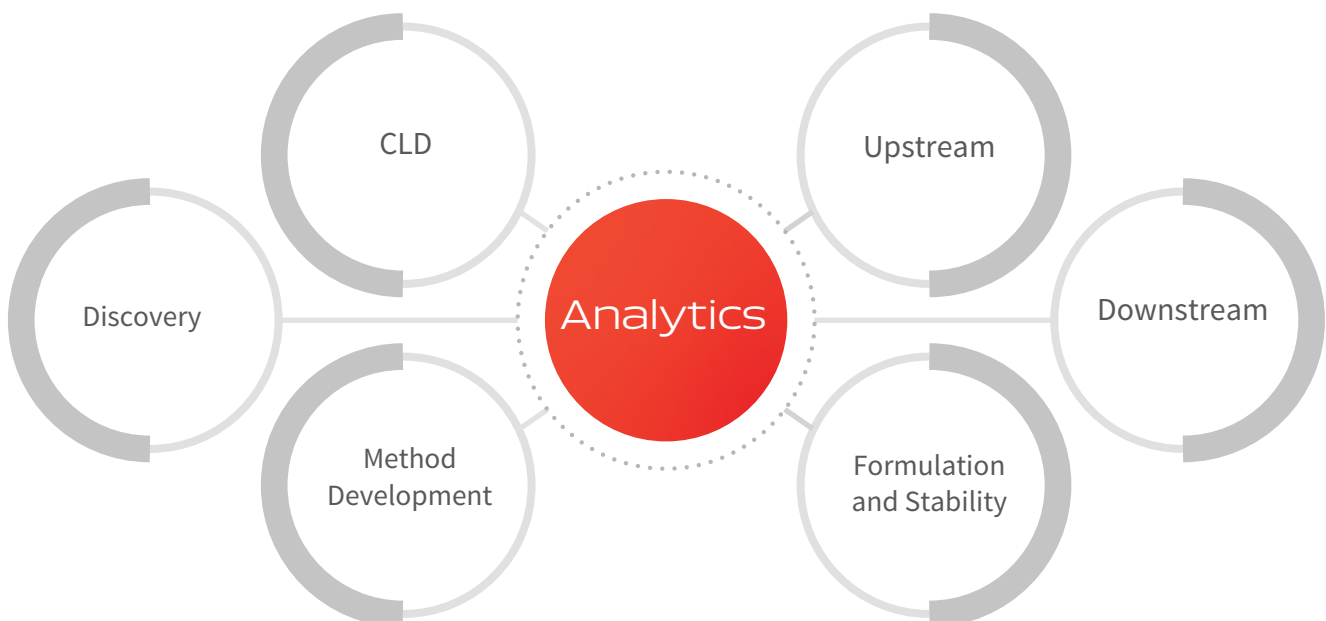 CLD
Upstream
Discovery
Analytics
Downstream
Method
Development
Formulation
and Stability